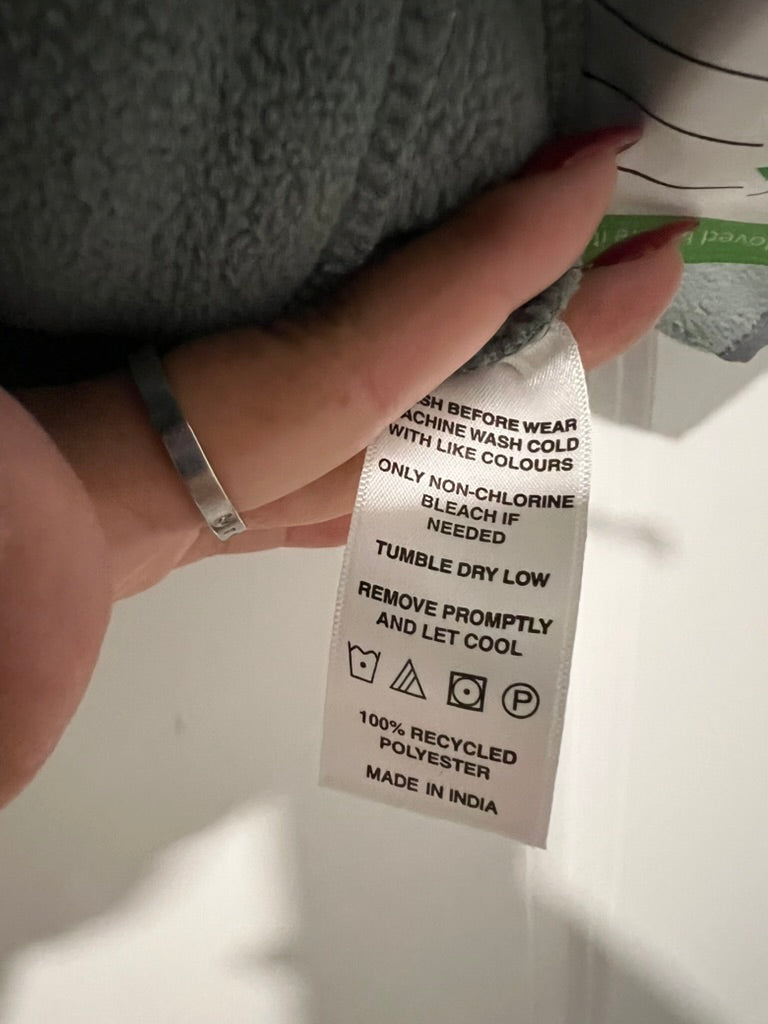 BEFORE WEAR
MACHINE WASH COLD
WITH LIKE COLOURS
ONLY NON-CHLORINE
BLEACH IF
NEEDED
TUMBLE DRY LOW
REMOVE PROMPTLY
AND LET COOL
P
100% RECYCLED
POLYESTER
MADE IN INDIA